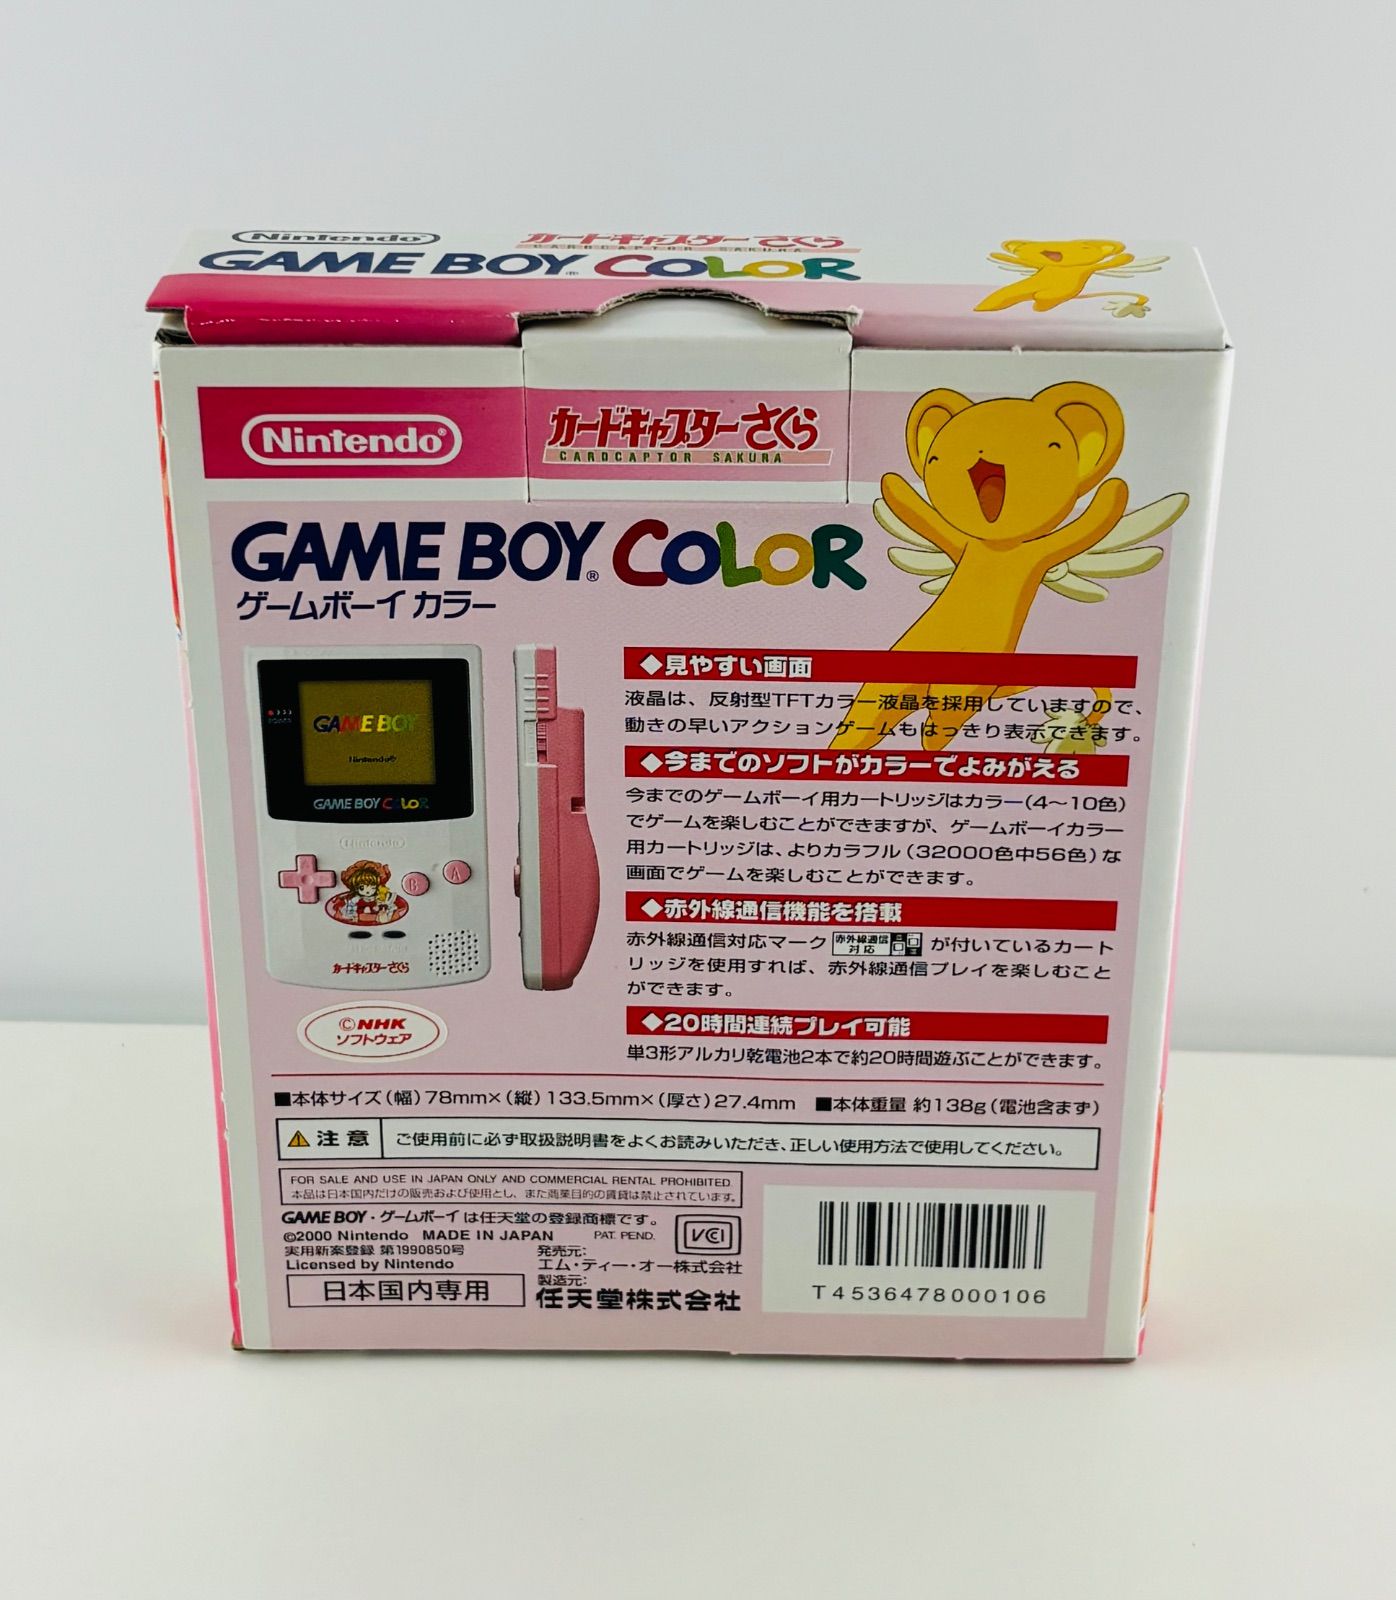 Nintendo®
カードキャプターさくら
CARDCAPTOR SAKURA
GAME BOY® COLOR
Nintendo®
カードキャプターさくら
CARDCAPTOR SAKURA
GAME BOY® COLOR
ゲームボーイ カラー
POWER
GAME BOY
Nintendo®
GAME BOY COLOR
Nintendo
A
B
A
カードキャプターさくら
©NHK
ソフトウェア
◆見やすい画面
液晶は、反射型TFTカラー液晶を採用していますので、
動きの早いアクションゲームもはっきり表示できます。
◆今までのソフトがカラーでよみがえる
今までのゲームボーイ用カートリッジはカラー(4〜10色)
でゲームを楽しむことができますが、ゲームボーイカラー
用カートリッジは、よりカラフル(32000色中56色)な
画面でゲームを楽しむことができます。
◆赤外線通信機能を搭載
赤外線通信対応マーク 赤外線通信対応 が付いているカート
リッジを使用すれば、赤外線通信プレイを楽しむこと
ができます。
◆20時間連続プレイ可能
単3形アルカリ乾電池2本で約20時間遊ぶことができます。
■本体サイズ(幅)78mm×(縦)133.5mm×(厚さ)27.4mm ■本体重量 約138g(電池含まず)
⚠注意 ご使用前に必ず取扱説明書をよくお読みいただき、正しい使用方法で使用してください。
FOR SALE AND USE IN JAPAN ONLY AND COMMERCIAL RENTAL PROHIBITED.
本品は日本国内だけの販売および使用とし、また商業目的の賃貸は禁止されています。
GAME BOY・ゲームボーイは任天堂の登録商標です。
©2000 Nintendo MADE IN JAPAN PAT. PEND.
実用新案登録 第1990850号
Licensed by Nintendo
日本国内専用
発売元:
エム・ティー・オー株式会社
製造元:
任天堂株式会社
VCI
T4536478000106